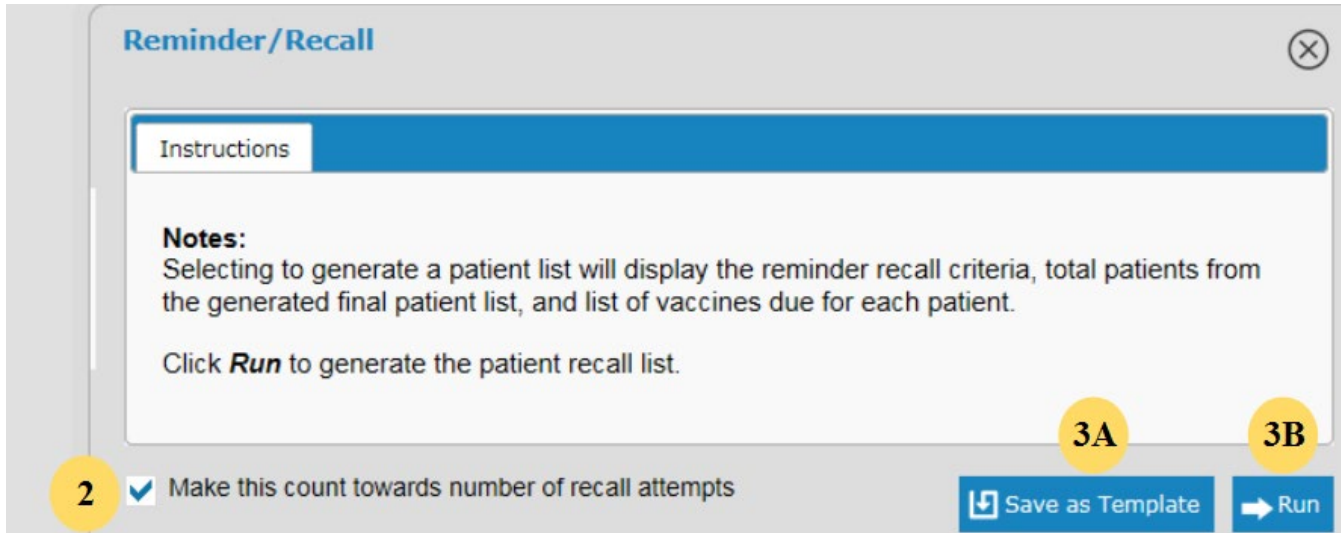 Reminder/Recall
Instructions
Notes:
Selecting to generate a patient list will display the reminder recall criteria, total patients from
the generated final patient list, and list of vaccines due for each patient.
Click Run to generate the patient recall list.
3A
3B
2
Make this count towards number of recall attempts
Save as Template
Run